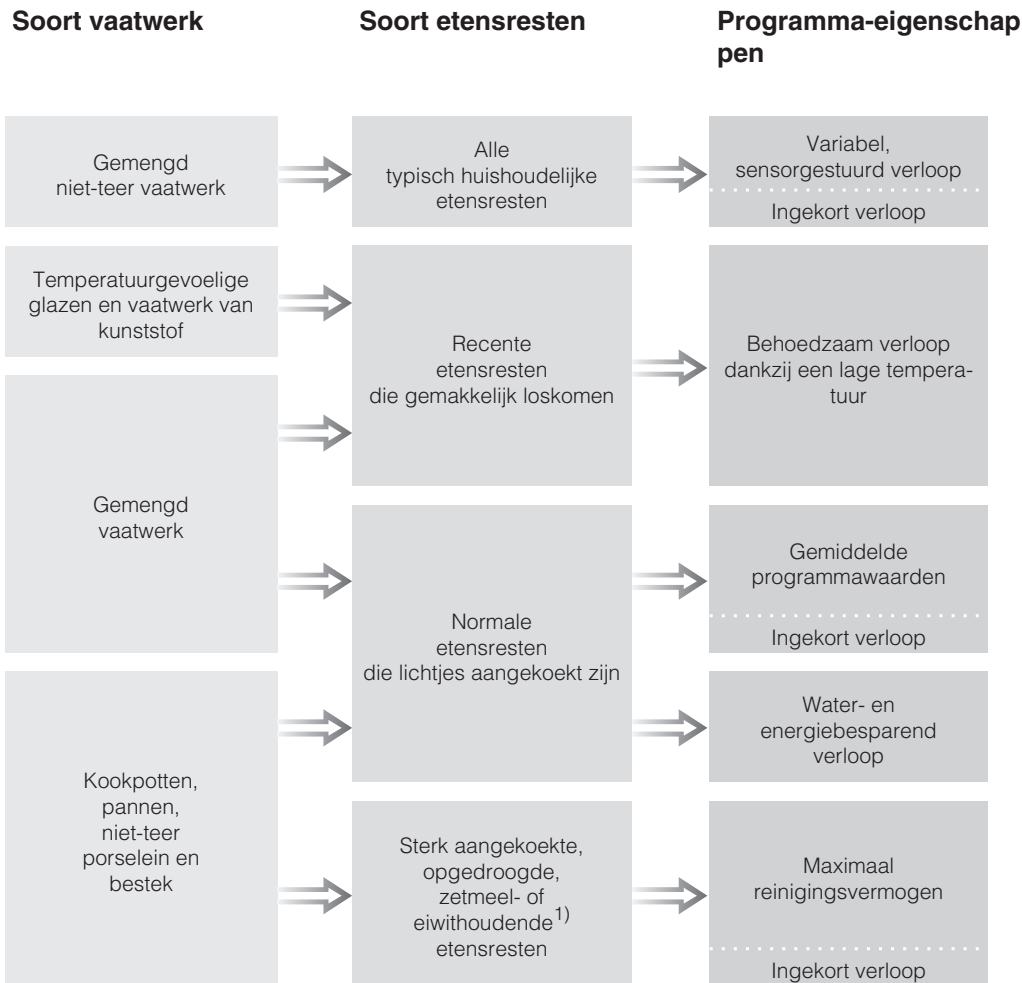 Soort vaatwerk
Soort etensresten
Programma-eigenschap
pen
Gemengd
niet-teer vaatwerk
Alle
typisch huishoudelijke
etensresten
Variabel,
sensorgestuurd verloop
Ingekort verloop
Temperatuurgevoelige
glazen en vaatwerk van
kunststof
Recente
etensresten
die gemakkelijk loskomen
Behoedzaam verloop
dankzij een lage tempera-
tuur
Gemengd
vaatwerk
Normale
etensresten
die lichtjes aangekoekt zijn
Gemiddelde
programmawaarden
Ingekort verloop
Water- en
energiebesparend
verloop
Kookpotten,
pannen,
niet-teer
porselein en
bestek
Sterk aangekoekte,
opgedroogde,
zetmeel- of
eiwithoudende1)
etensresten
Maximaal
reinigingsvermogen
Ingekort verloop